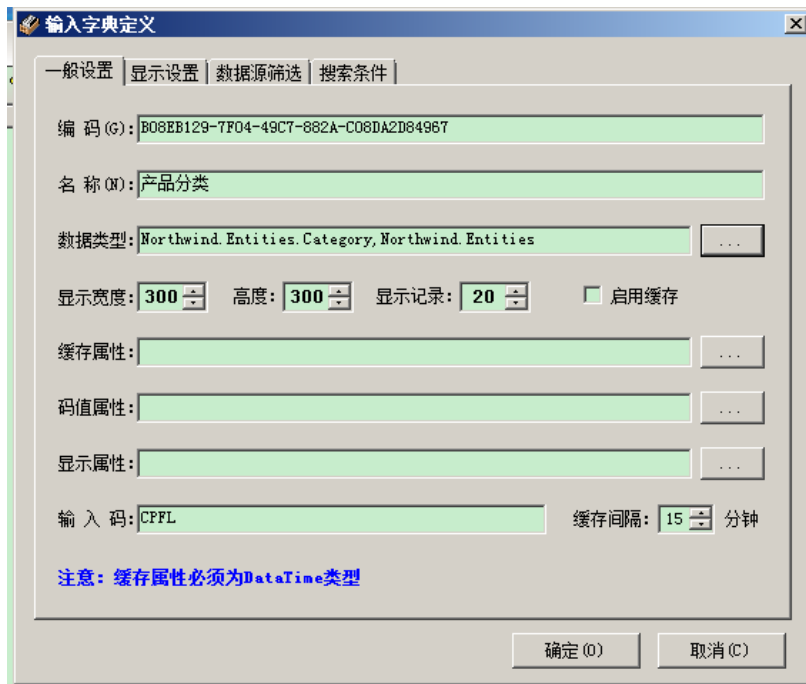 输入字典定义
一般设置 显示设置 数据源筛选 搜索条件
编 码(G): B08EB129-7F04-49C7-882A-C08DA2D84967
名 称(N): 产品分类
数据类型: Northwind.Entities.Category,Northwind.Entities ...
显示宽度: 300 高度: 300 显示记录: 20 启用缓存
缓存属性: ...
码值属性: ...
显示属性: ...
输 入 码: CPFL 缓存间隔: 15 分钟
注意: 缓存属性必须为DataTime类型
确定(O) 取消(C)